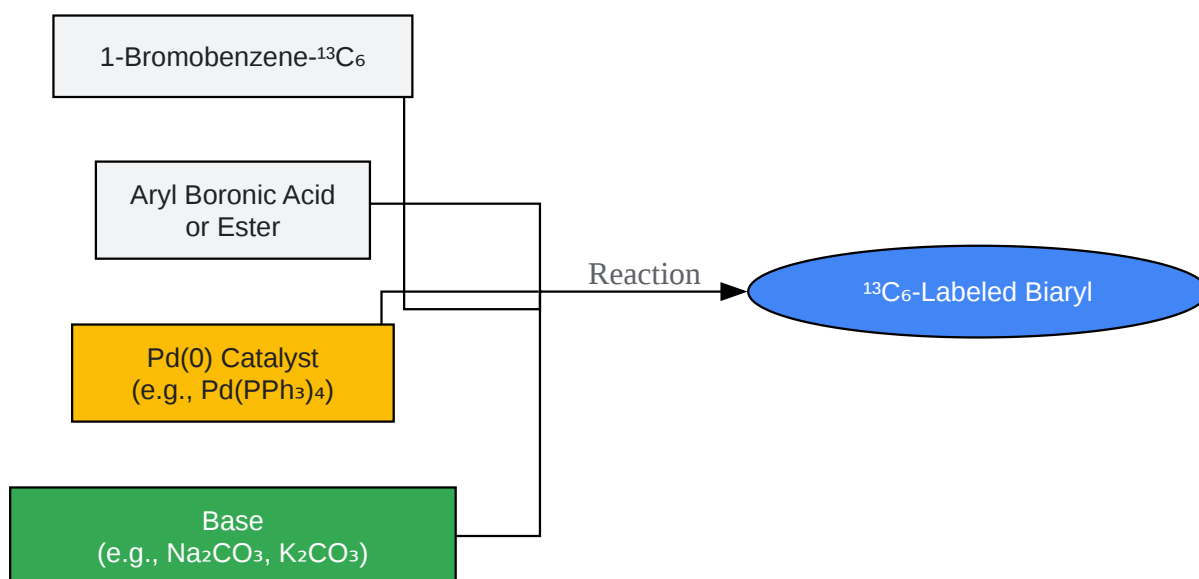 1-Bromobenzene-¹³C₆
Aryl Boronic Acid
or Ester
Reaction
¹³C₆-Labeled Biaryl
Pd(0) Catalyst
(e.g., Pd(PPh₃)₄)
Base
(e.g., Na₂CO₃, K₂CO₃)